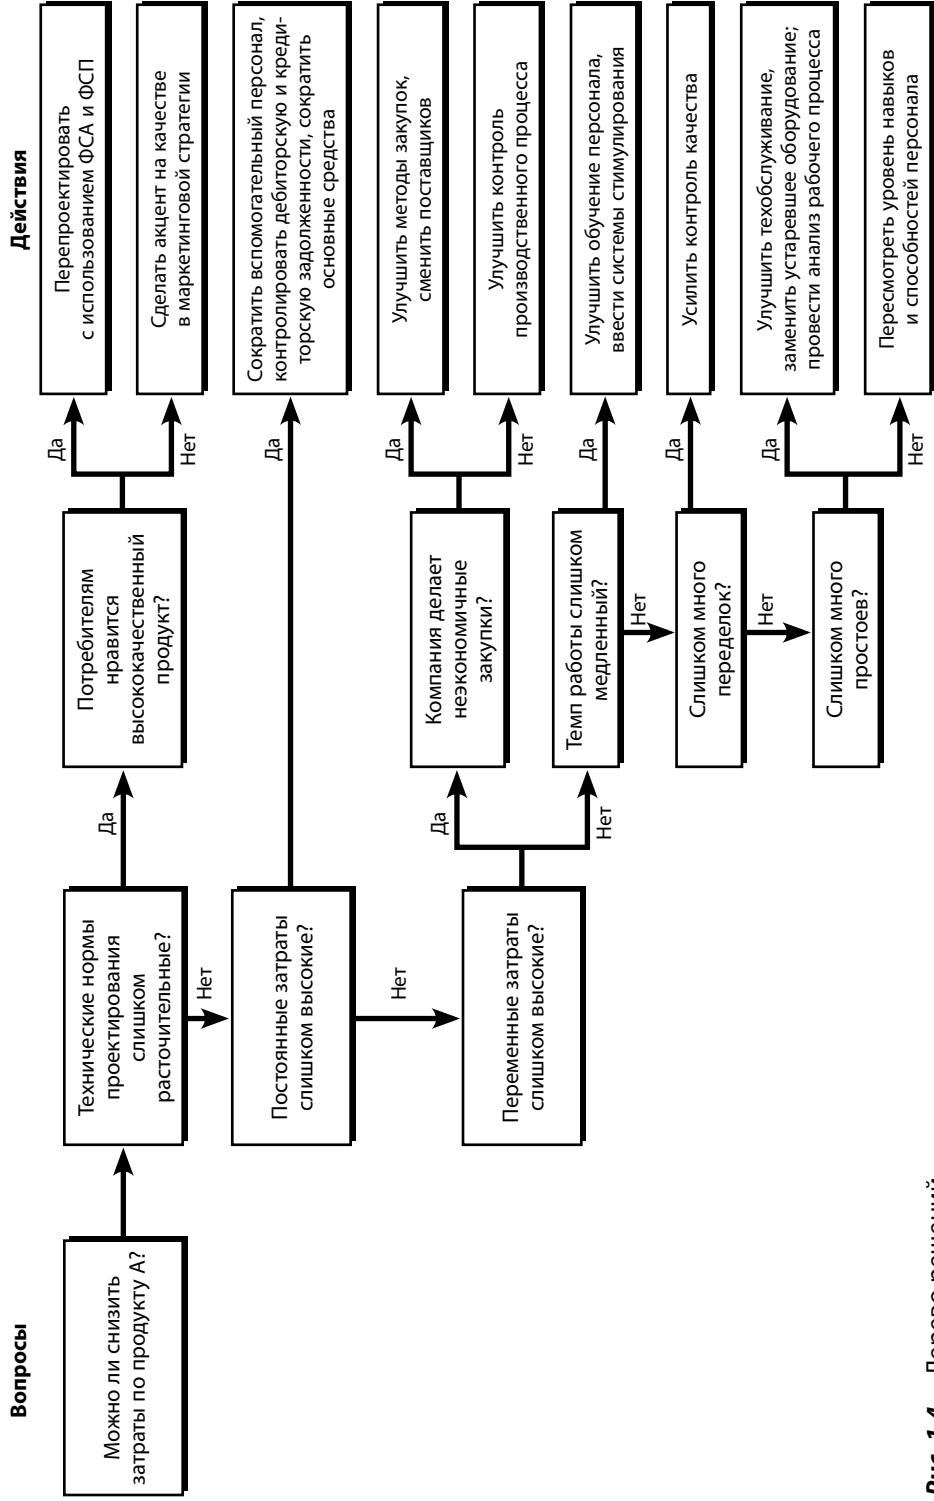 Вопросы
Действия
Можно ли снизить
затраты по продукту А?
Технические нормы
проектирования
слишком
расточительные?
Да
Потребителям
нравится
высококачественный
продукт?
Да
Перепроектировать
с использованием ФСА и ФСП
Нет
Сделать акцент на качестве
в маркетинговой стратегии
Нет
Постоянные затраты
слишком высокие?
Да
Сократить вспомогательный персонал,
контролировать дебиторскую и креди-
торскую задолженности, сократить
основные средства
Нет
Переменные затраты
слишком высокие?
Да
Компания делает
неэкономичные
закупки?
Да
Улучшить методы закупок,
сменить поставщиков
Нет
Улучшить контроль
производственного процесса
Нет
Темп работы слишком
медленный?
Да
Улучшить обучение персонала,
ввести системы стимулирования
Нет
Слишком много
переделок?
Да
Усилить контроль качества
Нет
Слишком много
простоев?
Да
Улучшить техобслуживание,
заменить устаревшее оборудование;
провести анализ рабочего процесса
Нет
Пересмотреть уровень навыков
и способностей персонала
Рис. 1.4. Дерево решений